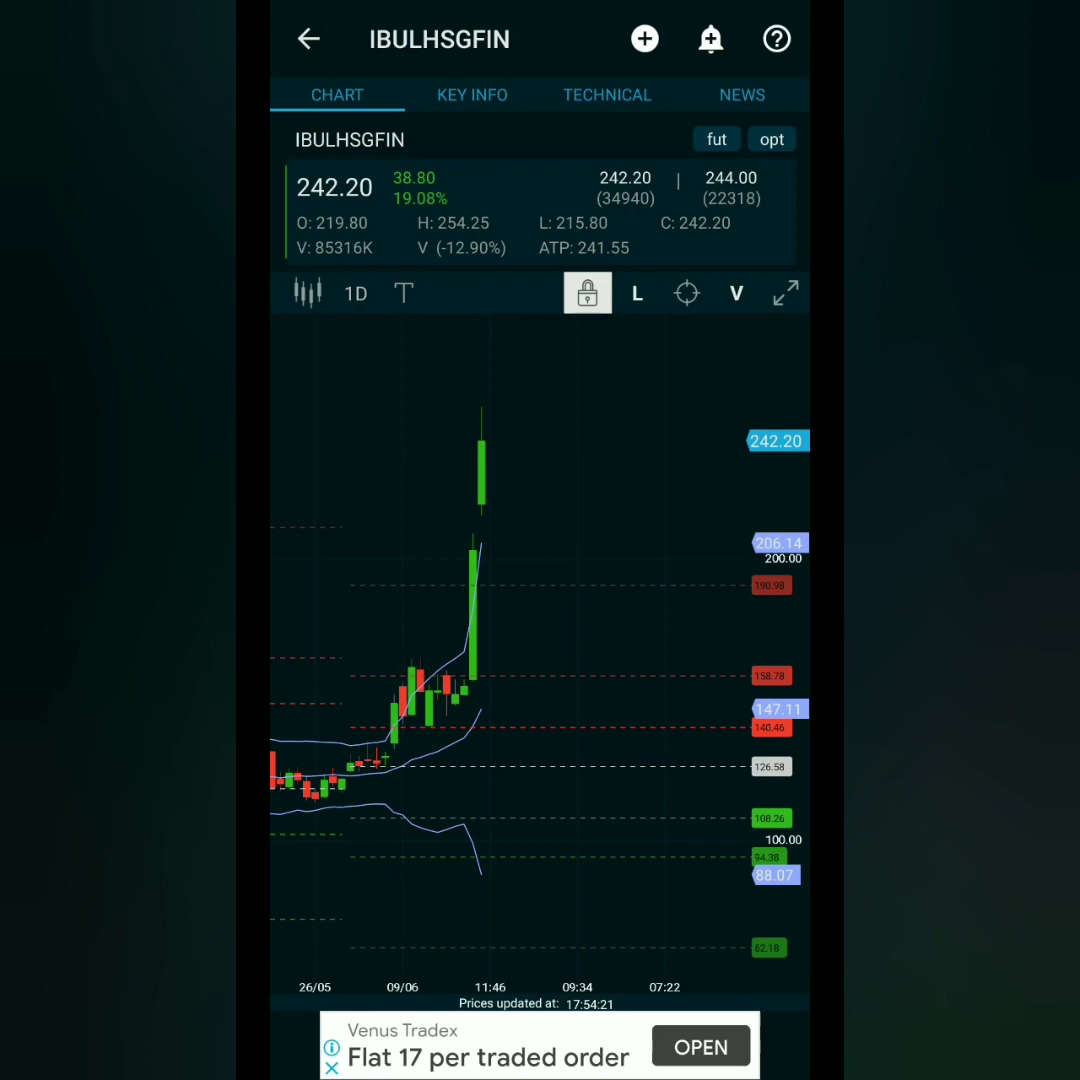 IBULHSGFIN
CHART KEY INFO TECHNICAL NEWS
IBULHSGFIN fut opt
242.20 38.80 19.08% 242.20 (34940) | 244.00 (22318)
O: 219.80 H: 254.25 L: 215.80 C: 242.20
V: 85316K V (-12.90%) ATP: 241.55
1D T L V
242.20
206.14
200.00
190.98
158.78
147.11
140.46
126.58
108.26
100.00
94.38
88.07
62.18
26/05 09/06 11:46 09:34 07:22
Prices updated at: 17:54:21
Venus Tradex
Flat 17 per traded order OPEN